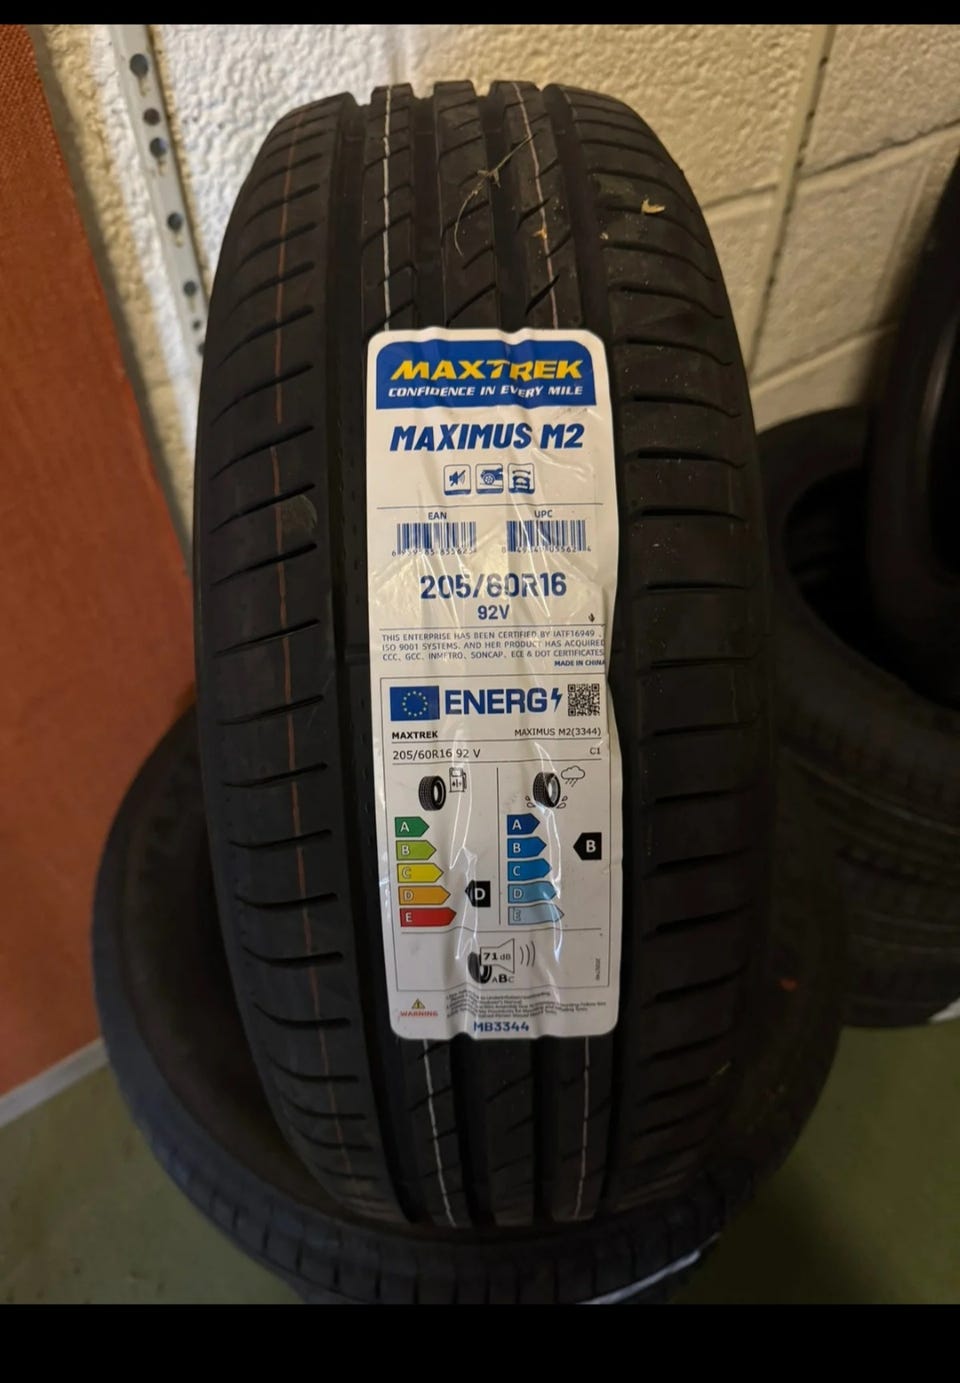 MAXTREK
CONFIDENCE IN EVERY MILE
MAXIMUS M2
EAN UPC
205/60R16
92V
THIS ENTERPRISE HAS BEEN CERTIFIED BY IATF16949 、
ISO 9001 SYSTEMS. AND HER PRODUCT HAS ACQUIRED
CCC、GCC、INMETRO、SONCAP、ECE & DOT CERTIFICATES
MADE IN CHINA
ENERG
MAXTREK MAXIMUS M2(3344)
205/60R16 92 V C1
A A
B B B
C C
D D D
E E
71 dB
ABC
WARNING
MB3344